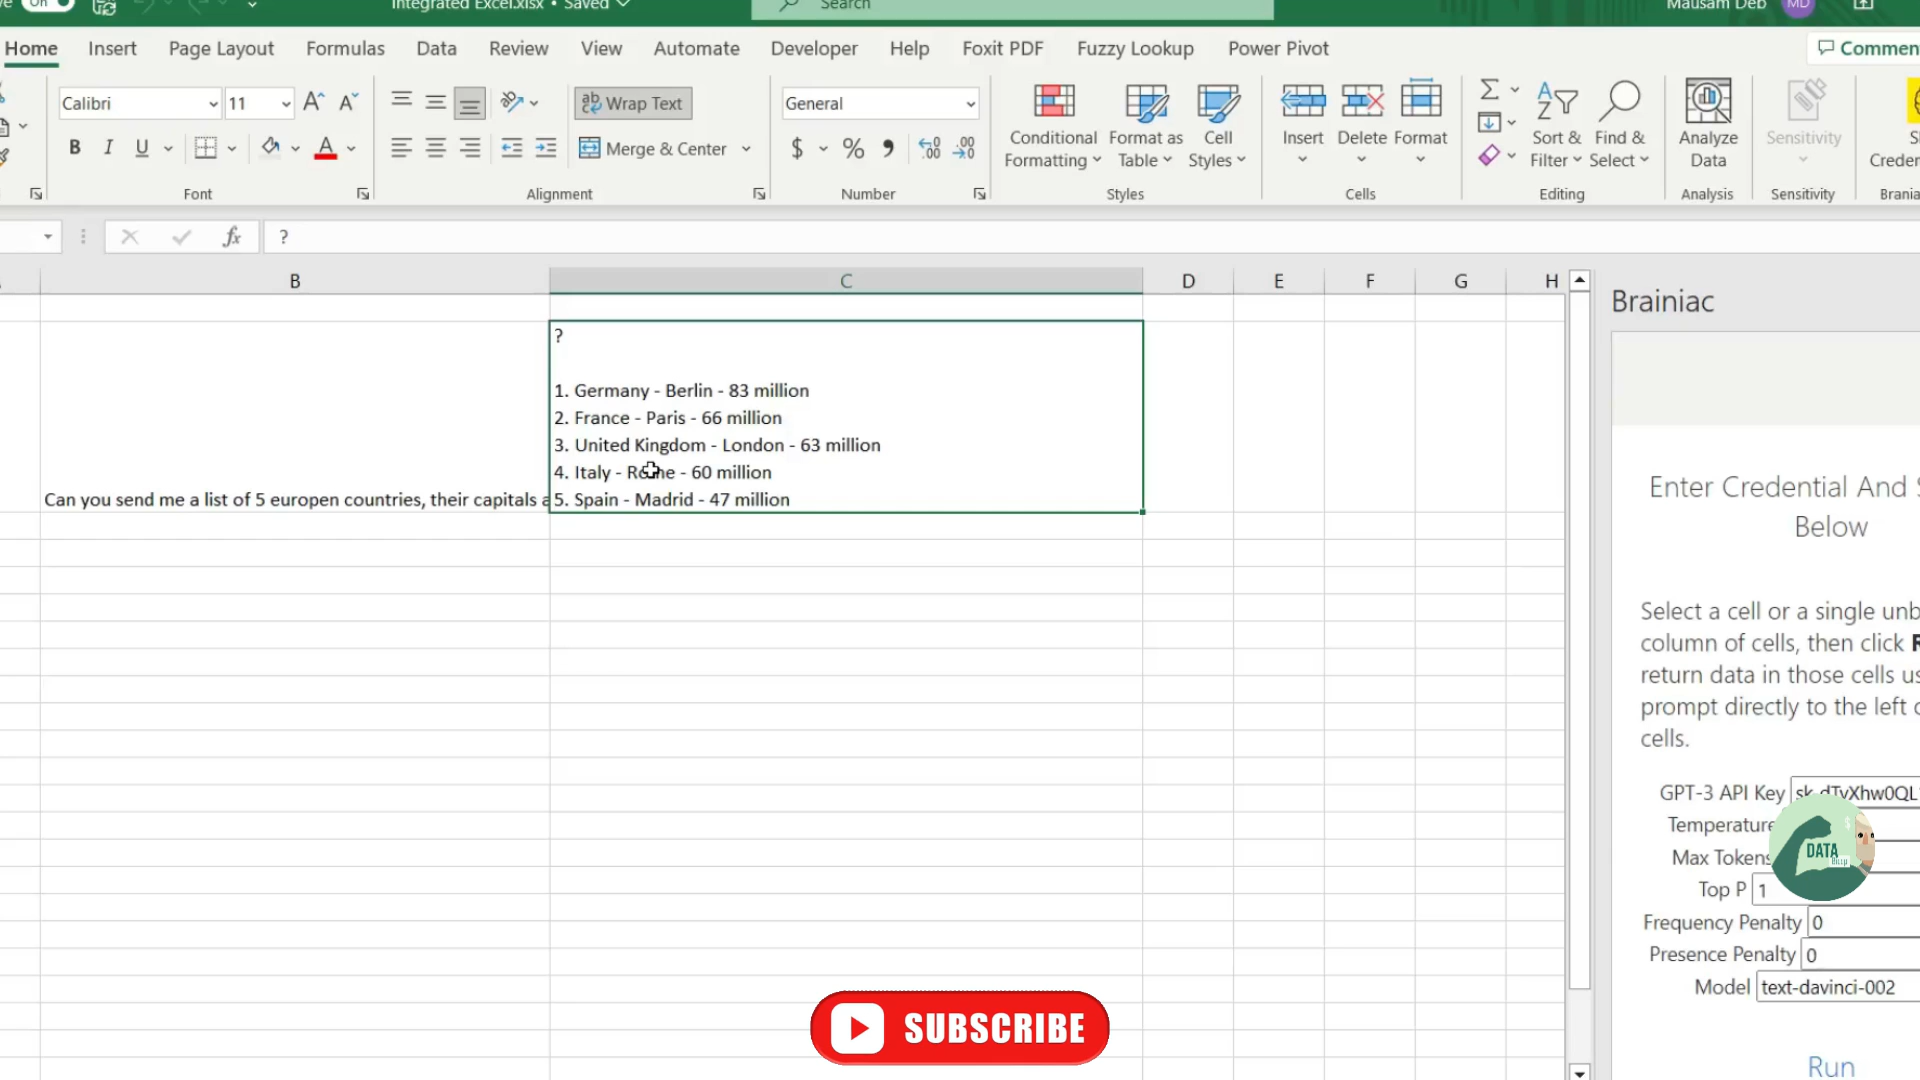 On
Integrated Excel.xlsx • Saved
Search
Mausam Deb
MD
Home Insert Page Layout Formulas Data Review View Automate Developer Help Foxit PDF Fuzzy Lookup Power Pivot
Calibri 11
Wrap Text
General
Merge & Center
Conditional Formatting
Format as Table
Cell Styles
Insert Delete Format
Sort & Filter
Find & Select
Analyze Data
Sensitivity
Font Alignment Number Styles Cells Editing Analysis Sensitivity
fx ?
B C D E F G H
?
1. Germany - Berlin - 83 million
2. France - Paris - 66 million
3. United Kingdom - London - 63 million
4. Italy - Rome - 60 million
Can you send me a list of 5 europen countries, their capitals
5. Spain - Madrid - 47 million
Brainiac
Enter Credential And
Below
Select a cell or a single
column of cells, then click
return data in those cells
prompt directly to the left
cells.
GPT-3 API Key
Temperature
Max Tokens
Top P 1
Frequency Penalty 0
Presence Penalty 0
Model text-davinci-002
Run
DATA
SUBSCRIBE